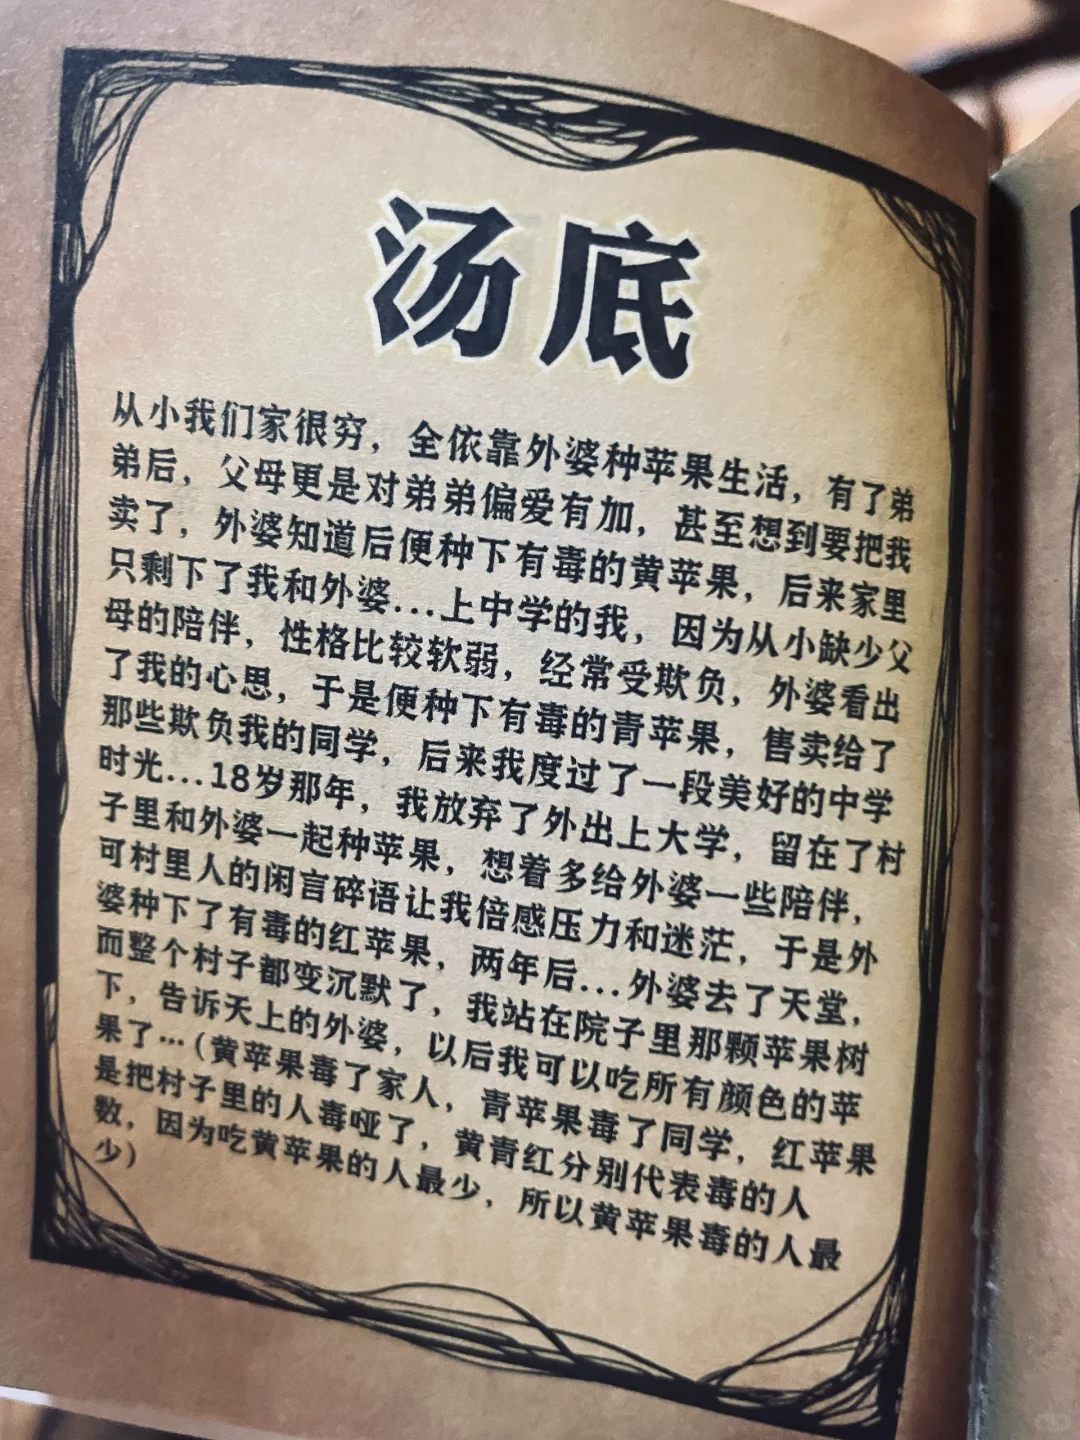 汤底
从小我们家很穷，全依靠外婆种苹果生活，有了弟
弟后，父母更是对弟弟偏爱有加，甚至想到要把我
卖了，外婆知道后便种下有毒的黄苹果，后来家里
只剩下了我和外婆...上中学的我，因为从小缺少父
母的陪伴，性格比较软弱，经常受欺负，外婆看出
了我的心思，于是便种下有毒的青苹果，售卖给了
那些欺负我的同学，后来我度过了一段美好的中学
时光...18岁那年，我放弃了外出上大学，留在了村
子里和外婆一起种苹果，想着多给外婆一些陪伴，
可村里人的闲言碎语让我倍感压力和迷茫，于是外
婆种下了有毒的红苹果，两年后...外婆去了天堂，
而整个村子都变沉默了，我站在院子里那颗苹果树
下，告诉天上的外婆，以后我可以吃所有颜色的苹
果了…(黄苹果毒了家人，青苹果毒了同学，红苹果
是把村子里的人毒哑了，黄青红分别代表毒的人
数，因为吃黄苹果的人最少，所以黄苹果毒的人最
少)